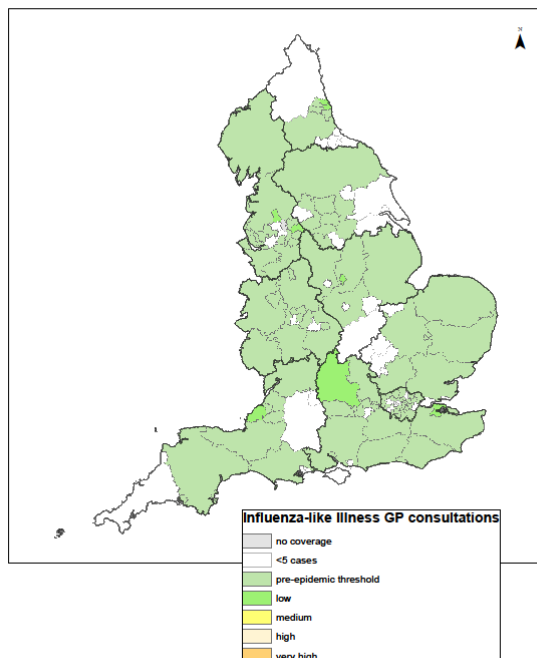 N
Influenza-like Illness GP consultations
no coverage
<5 cases
pre-epidemic threshold
low
medium
high
very high